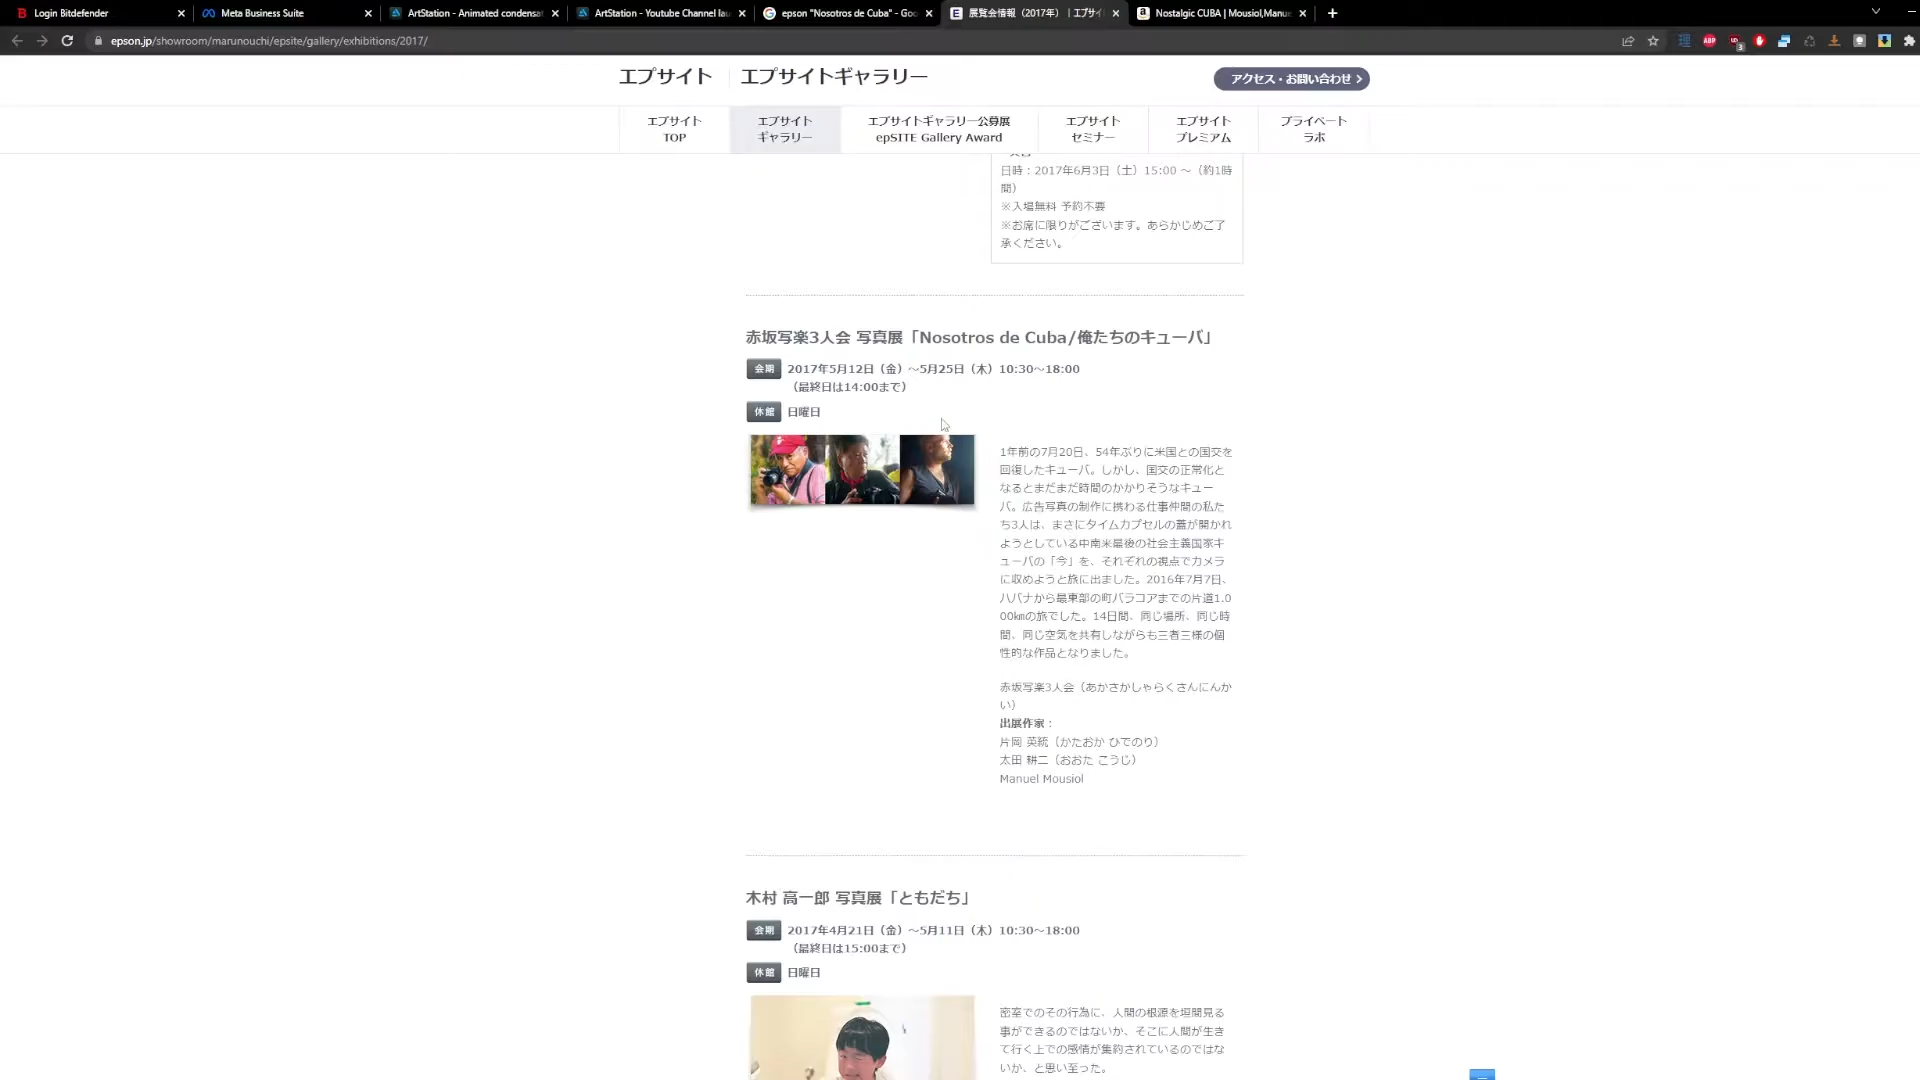 Login Bitdefender
Meta Business Suite
ArtStation - Animated condensat
ArtStation - Youtube Channel lau
epson "Nosotros de Cuba" - Goo
展覧会情報（2017年）｜エプサイ
Nostalgic CUBA | Mousiol,Manue
epson.jp/showroom/marunouchi/epsite/gallery/exhibitions/2017/
エプサイト
エプサイトギャラリー
アクセス・お問い合わせ
エプサイト
TOP
エプサイト
ギャラリー
エプサイトギャラリー公募展
epSITE Gallery Award
エプサイト
セミナー
エプサイト
プレミアム
プライベート
ラボ
日時：2017年6月3日（土）15:00 ～（約1時
間）
※入場無料 予約不要
※お席に限りがございます。あらかじめご了
承ください。
赤坂写楽3人会 写真展「Nosotros de Cuba/俺たちのキューバ」
会期 2017年5月12日（金）～5月25日（木）10:30～18:00
（最終日は14:00まで）
休館 日曜日
1年前の7月20日、54年ぶりに米国との国交を
回復したキューバ。しかし、国交の正常化と
なるとまだまだ時間のかかりそうなキュー
バ。広告写真の制作に携わる仕事仲間の私た
ち3人は、まさにタイムカプセルの蓋が開かれ
ようとしている中南米最後の社会主義国家キ
ューバの「今」を、それぞれの視点でカメラ
に収めようと旅に出ました。2016年7月7日、
ハバナから最東部の町バラコアまでの片道1.0
00㎞の旅でした。14日間、同じ場所、同じ時
間、同じ空気を共有しながらも三者三様の個
性的な作品となりました。
赤坂写楽3人会（あかさかしゃらくさんにんか
い）
出展作家：
片岡 英統（かたおか ひでのり）
太田 耕二（おおた こうじ）
Manuel Mousiol
木村 高一郎 写真展「ともだち」
会期 2017年4月21日（金）～5月11日（木）10:30～18:00
（最終日は15:00まで）
休館 日曜日
密室でのその行為に、人間の根源を垣間見る
事ができるのではないか、そこに人間が生き
て行く上での感情が集約されているのではな
いか、と思い至った。